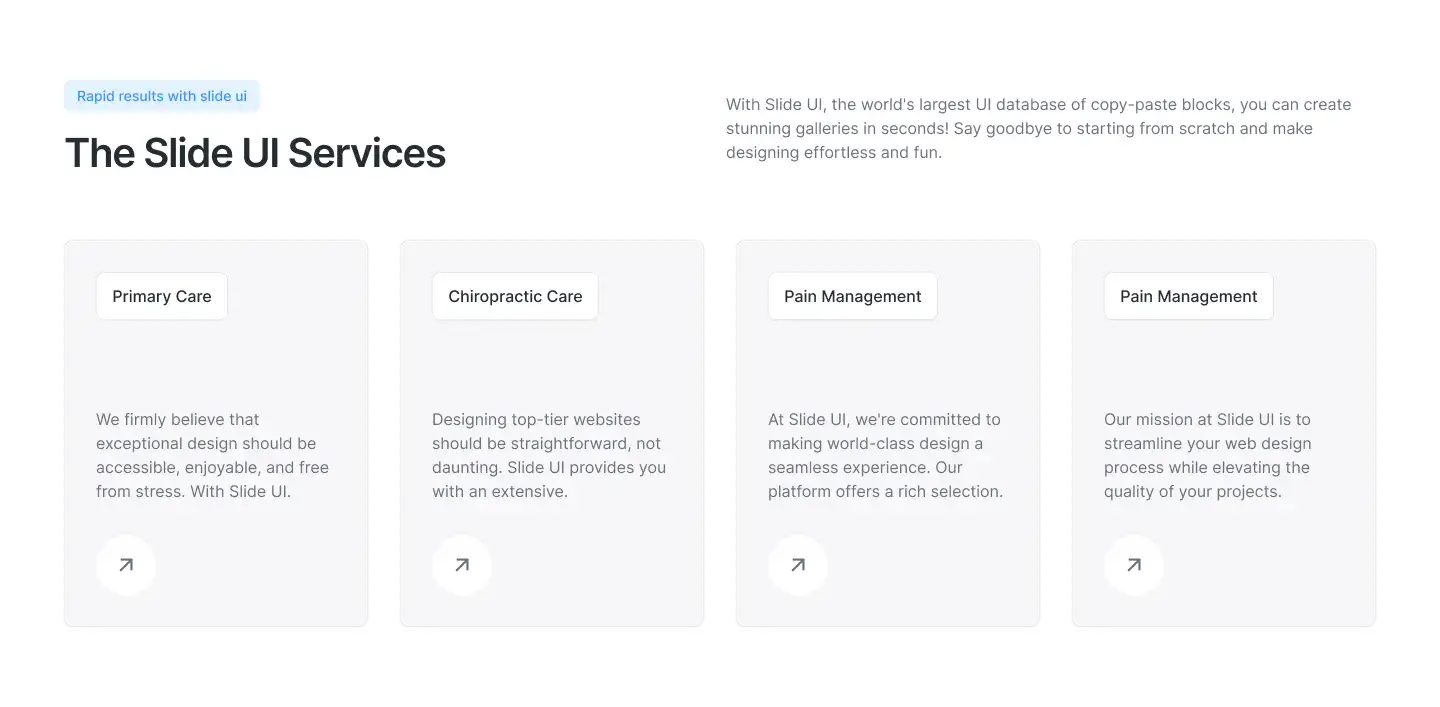 Rapid results with slide ui
The Slide UI Services
With Slide UI, the world's largest UI database of copy-paste blocks, you can create
stunning galleries in seconds! Say goodbye to starting from scratch and make
designing effortless and fun.
Primary Care
We firmly believe that
exceptional design should be
accessible, enjoyable, and free
from stress. With Slide UI.
Chiropractic Care
Designing top-tier websites
should be straightforward, not
daunting. Slide UI provides you
with an extensive.
Pain Management
At Slide UI, we're committed to
making world-class design a
seamless experience. Our
platform offers a rich selection.
Pain Management
Our mission at Slide UI is to
streamline your web design
process while elevating the
quality of your projects.